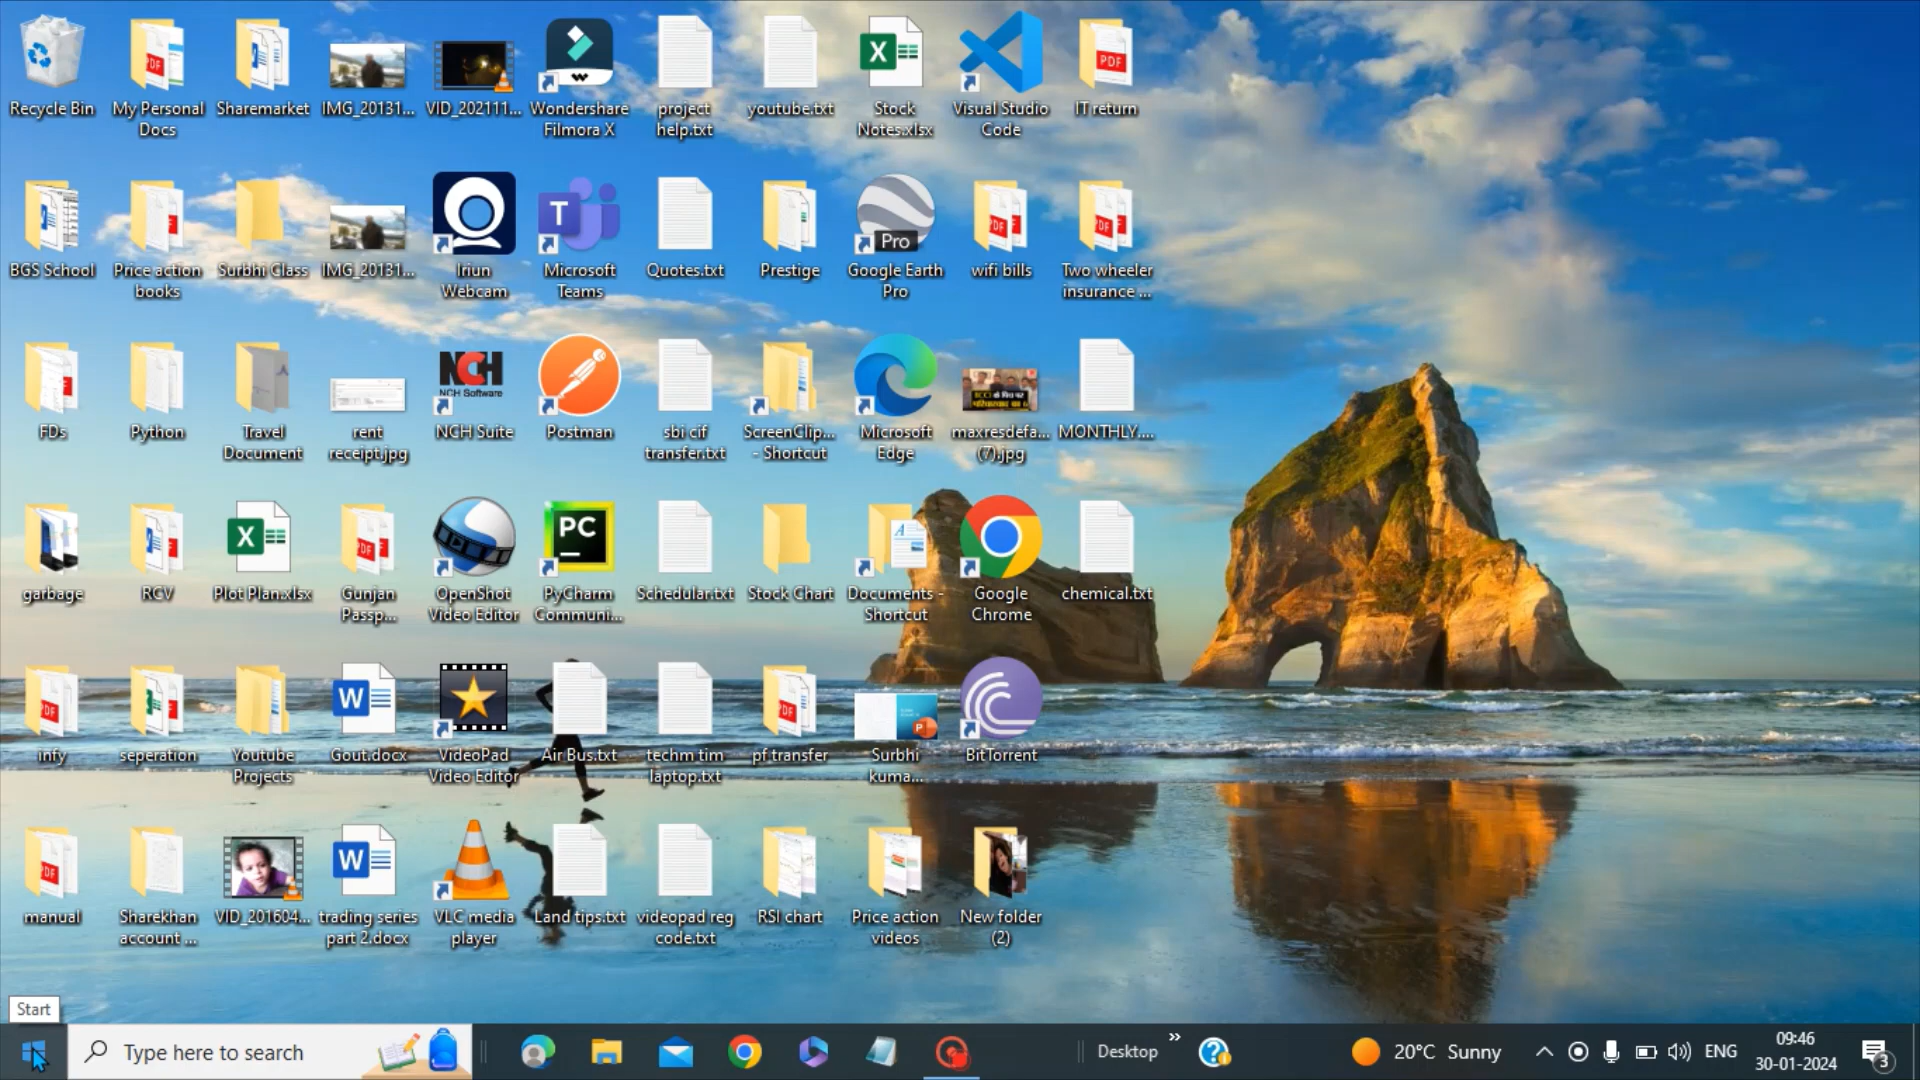 Recycle Bin
My Personal
Docs
Sharemarket
IMG_20131...
VID_202111...
Wondershare
Filmora X
project
help.txt
youtube.txt
Stock
Notes.xlsx
Visual Studio
Code
IT return
BGS School
Price action
books
Surbhi Class
IMG_20131...
Iriun
Webcam
Microsoft
Teams
Quotes.txt
Prestige
Pro
Google Earth
Pro
wifi bills
Two wheeler
insurance ...
FDs
Python
Travel
Document
rent
receipt.jpg
NCH
NCH Software
NCH Suite
Postman
sbi cif
transfer.txt
ScreenClip...
- Shortcut
Microsoft
Edge
maxresdefa...
(7).jpg
MONTHLY....
garbage
RCV
Plot Plan.xlsx
Gunjan
Passp...
OpenShot
Video Editor
PC
PyCharm
Communi...
Schedular.txt
Stock Chart
Documents -
Shortcut
Google
Chrome
chemical.txt
infy
seperation
Youtube
Projects
Gout.docx
VideoPad
Video Editor
Air Bus.txt
techm tim
laptop.txt
pf transfer
Surbhi
kuma...
BitTorrent
manual
Sharekhan
account ...
VID_201604...
trading series
part 2.docx
VLC media
player
Land tips.txt
videopad reg
code.txt
RSI chart
Price action
videos
New folder
(2)
Start
Type here to search
Desktop
20°C Sunny
ENG
09:46
30-01-2024
3